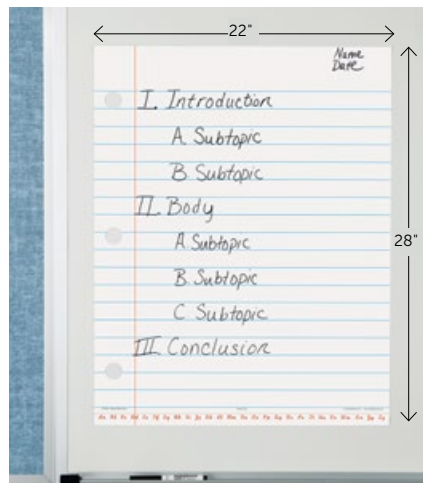 22"
Name
Date
I. Introduction
A. Subtopic
B. Subtopic
28"
II. Body
A. Subtopic
B. Subtopic
C Subtopic
III. Conclusion